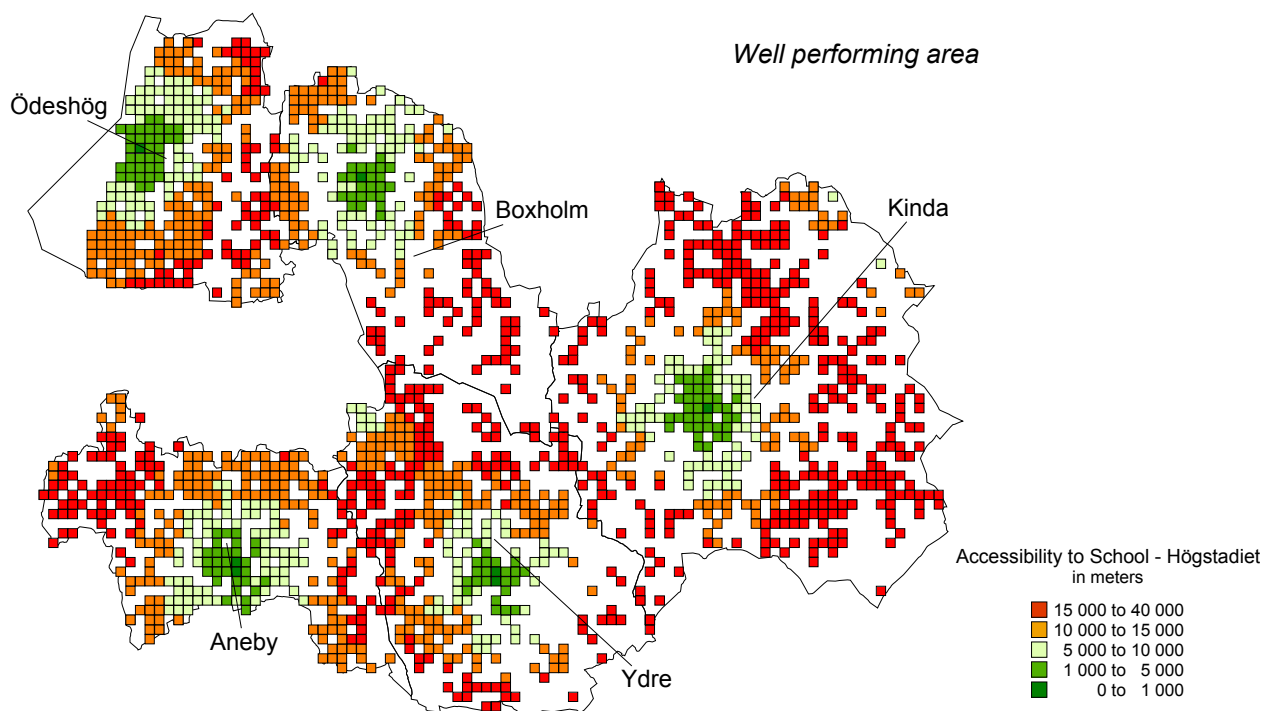 Well performing area
Ödeshög
Boxholm
Kinda
Aneby
Ydre
Accessibility to School - Högstadiet
in meters
15 000 to 40 000
10 000 to 15 000
5 000 to 10 000
1 000 to 5 000
0 to 1 000